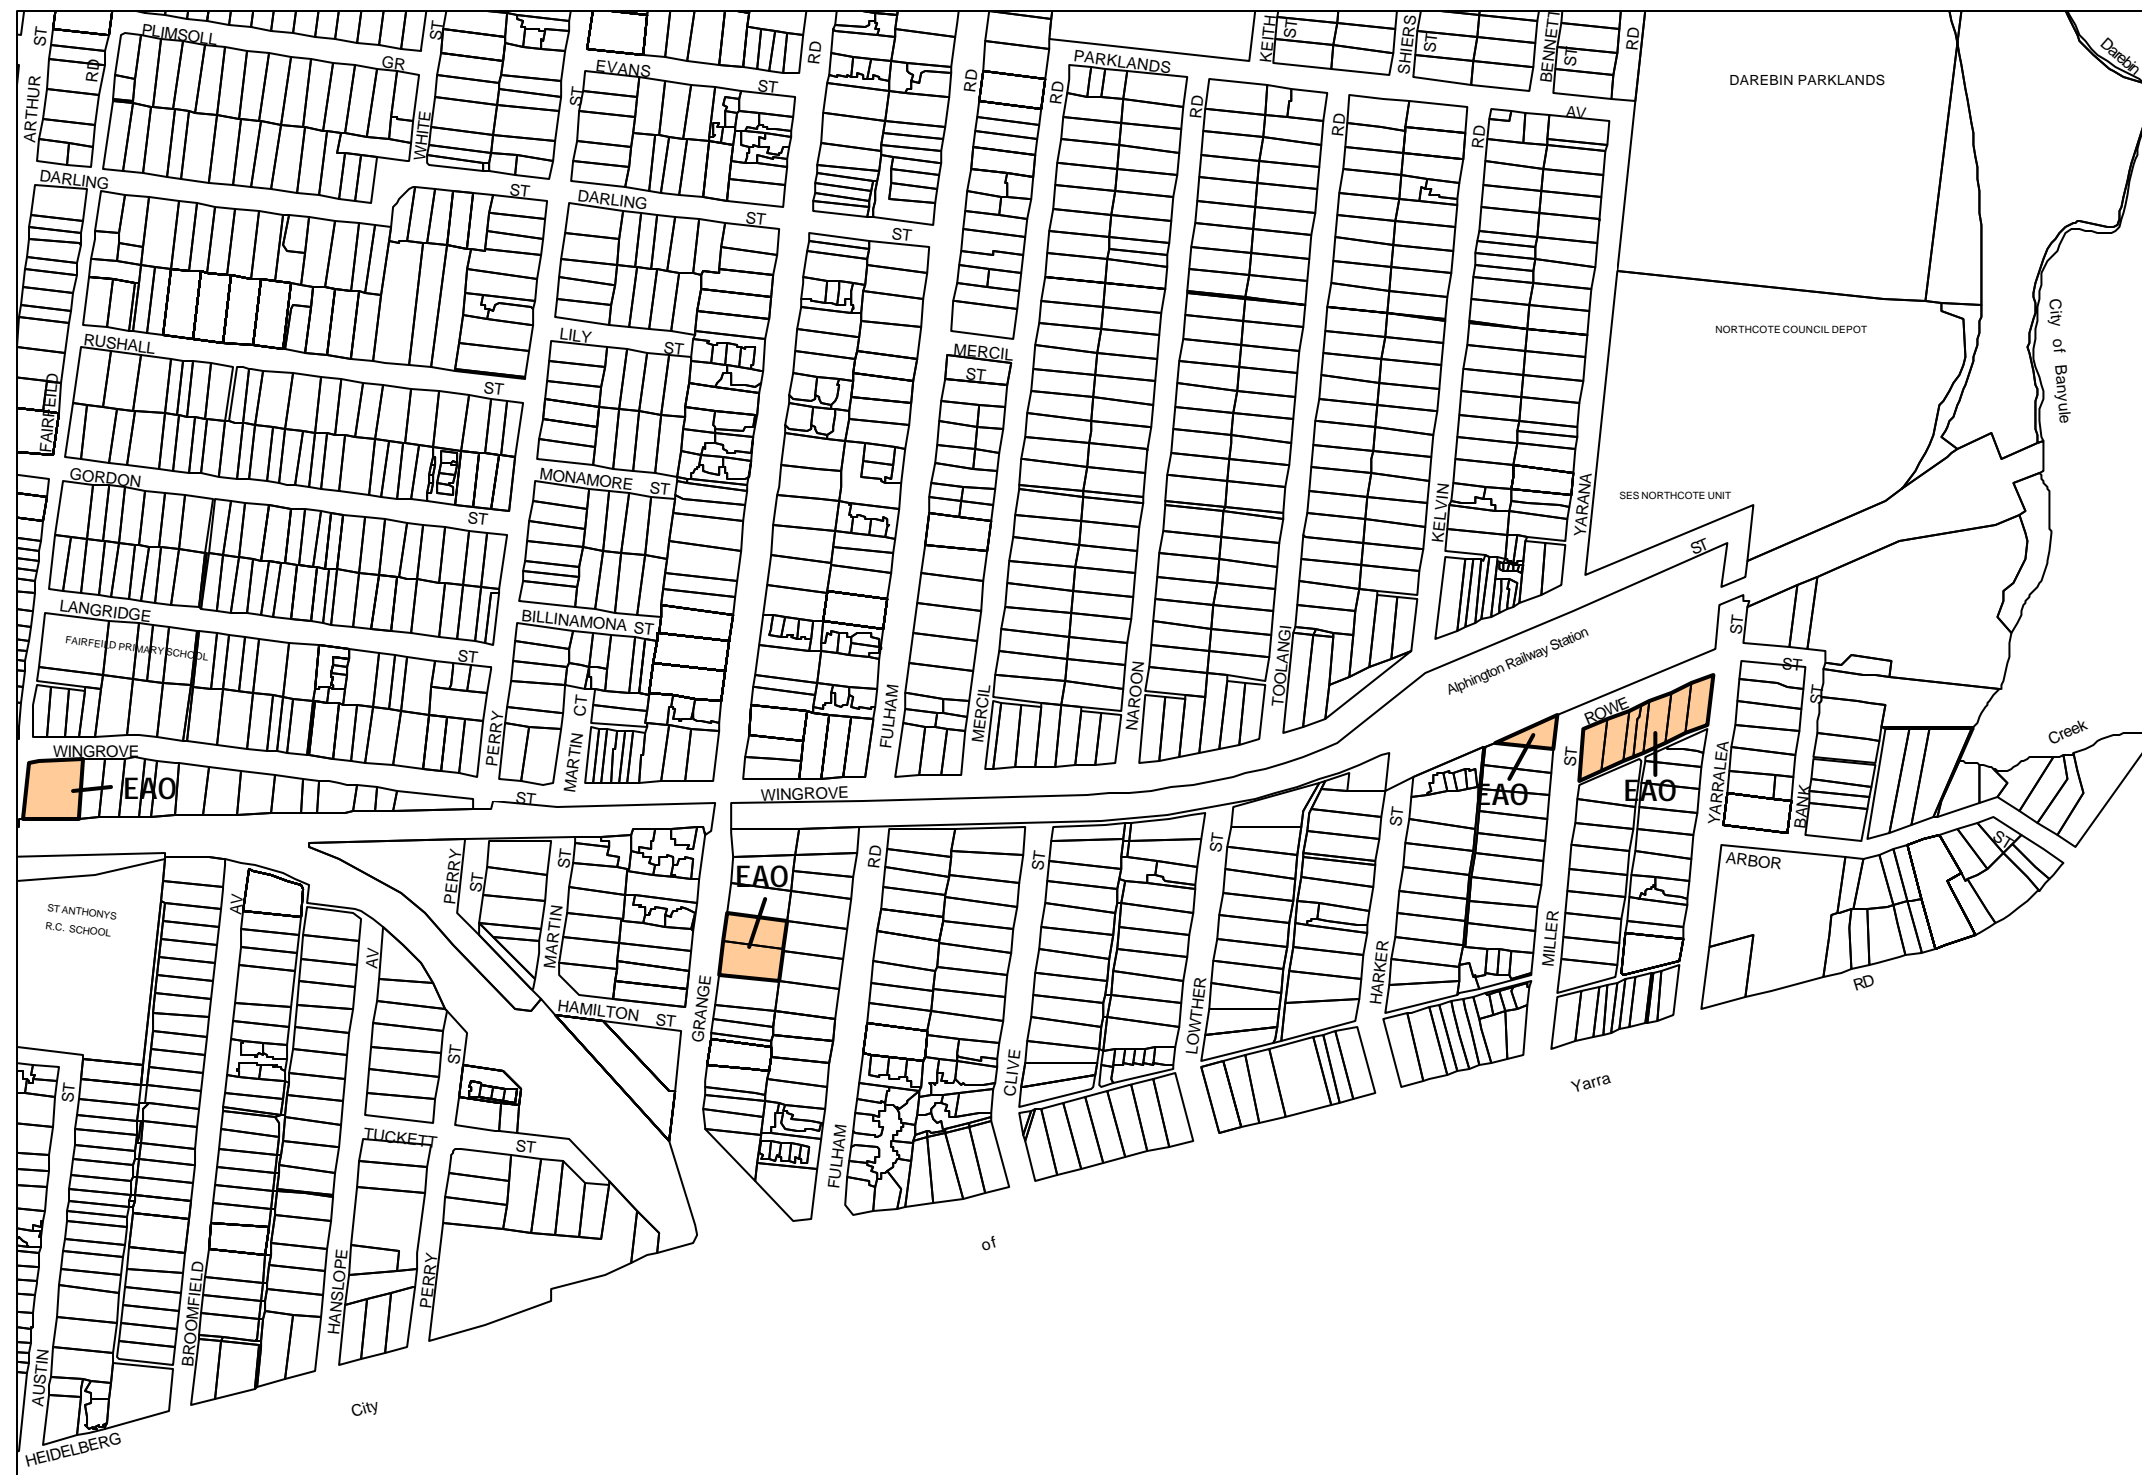 PLIMSOLL
GR
ST
ARTHUR
RD
ST
WHITE
ST
EVANS
ST
RD
RD
RD
PARKLANDS
AV
KEITH
ST
SHIERS
ST
BENNETT
ST
RD
RD
RD
RD
DAREBIN PARKLANDS
Darebin
DARLING
ST
DARLING
ST
ST
City of Banyule
NORTHCOTE COUNCIL DEPOT
RUSHALL
ST
LILY
ST
MERCIL
ST
FAIRFEILD
GORDON
ST
MONAMORE ST
KELVIN
YARANA
SES NORTHCOTE UNIT
ST
LANGRIDGE
ST
FAIRFEILD PRIMARY SCHOOL
BILLINAMONA ST
Alphington Railway Station
ST
ST
ST
PERRY
MARTIN CT
FULHAM
MERCIL
NAROON
TOOLANGI
ROWE
ST
YARRALEA
BANK
Creek
WINGROVE
ST
EAO
WINGROVE
EAO
EAO
ARBOR
ST
ST ANTHONYS
R.C. SCHOOL
AV
AV
PERRY
ST
MARTIN
ST
EAO
RD
ST
ST
ST
LOWTHER
HARKER
MILLER
GRANGE
HAMILTON ST
CLIVE
RD
ST
ST
TUCKETT
ST
FULHAM
Yarra
of
AUSTIN
BROOMFIELD
HANSLOPE
PERRY
City
HEIDELBERG